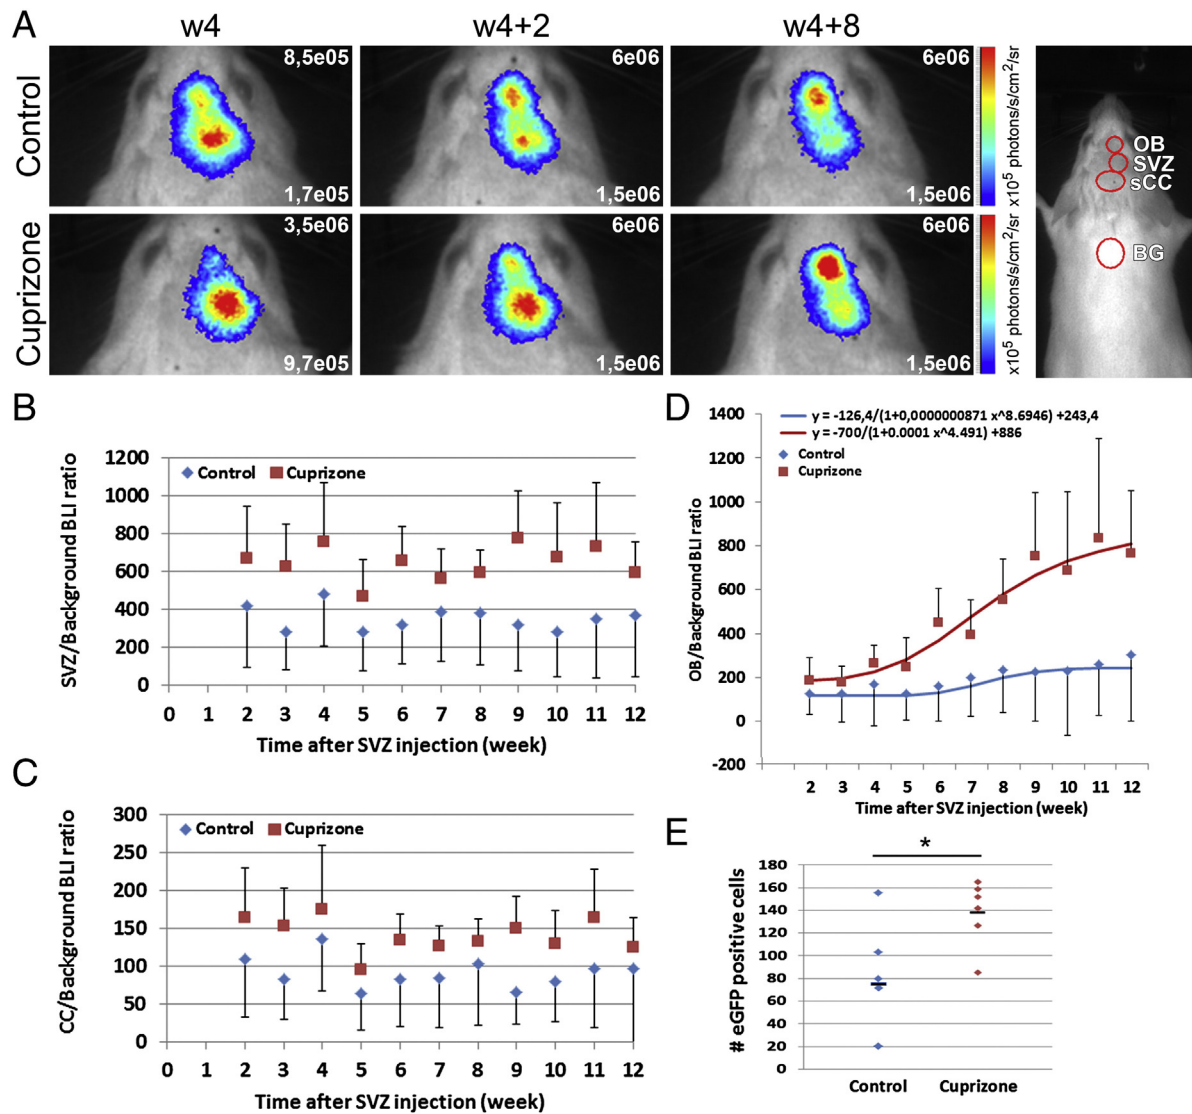 A
w4
w4+2
w4+8
Control
8,5e05
1,7e05
6e06
1,5e06
6e06
1,5e06
x10⁵ photons/s/cm²/sr
OB
SVZ
sCC
BG
Cuprizone
3,5e06
9,7e05
6e06
1,5e06
6e06
1,5e06
x10⁵ photons/s/cm²/sr
B
Control
Cuprizone
SVZ/Background BLI ratio
1200
1000
800
600
400
200
0
0 1 2 3 4 5 6 7 8 9 10 11 12
Time after SVZ injection (week)
C
Control
Cuprizone
CC/Background BLI ratio
300
250
200
150
100
50
0
0 1 2 3 4 5 6 7 8 9 10 11 12
Time after SVZ injection (week)
D
y = -126,4/(1+0,0000000871 x^8.6946) +243,4
y = -700/(1+0.0001 x^4.491) +886
Control
Cuprizone
OB/Background BLI ratio
1400
1200
1000
800
600
400
200
0
-200
2 3 4 5 6 7 8 9 10 11 12
Time after SVZ injection (week)
E
*
# eGFP positive cells
180
160
140
120
100
80
60
40
20
0
Control
Cuprizone